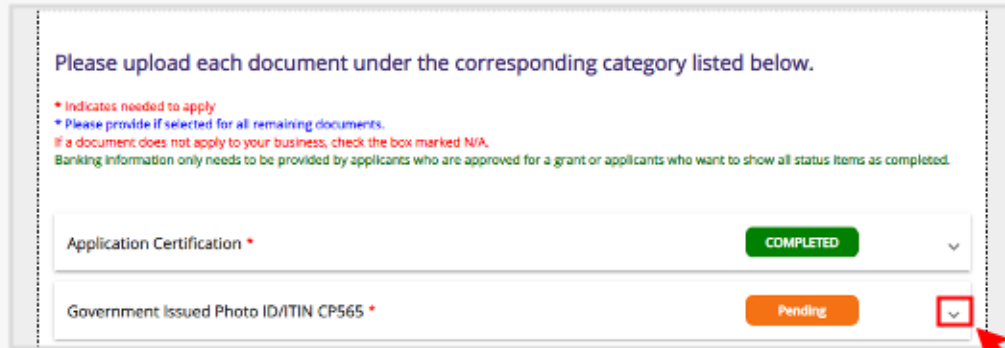 Please upload each document under the corresponding category listed below.
* Indicates needed to apply
* Please provide if selected for all remaining documents.
If a document does not apply to your business, check the box marked N/A.
Banking information only needs to be provided by applicants who are approved for a grant or applicants who want to show all status items as completed.
Application Certification * COMPLETED
Government Issued Photo ID/ITIN CP565 * Pending